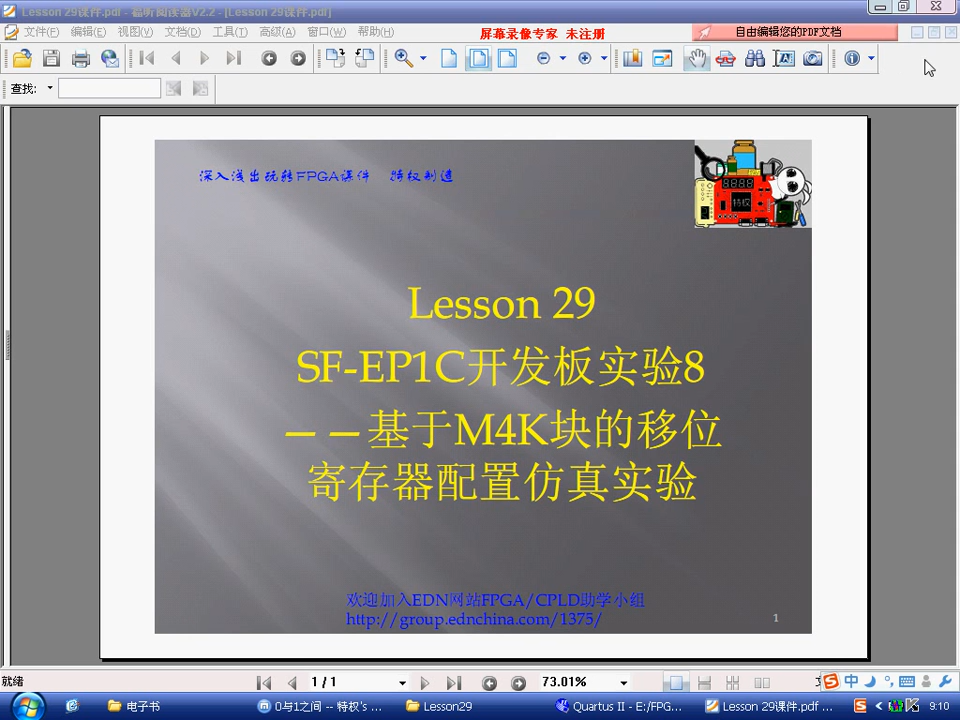 Lesson 29课件.pdf - 福昕阅读器V2.2 - [Lesson 29课件.pdf]
文件(F) 编辑(E) 视图(V) 文档(D) 工具(T) 高级(A) 窗口(W) 帮助(H)
屏幕录像专家 未注册
自由编辑您的PDF文档
查找:
深入浅出玩转FPGA课件 特权制造
8888
特权
Lesson 29
SF-EP1C开发板实验8
——基于M4K块的移位
寄存器配置仿真实验
欢迎加入EDN网站FPGA/CPLD助学小组
http://group.ednchina.com/1375/
1
就绪
1 / 1
73.01%
中
电子书
0与1之间 -- 特权's ...
Lesson29
Quartus II - E:/FPG...
Lesson 29课件.pdf ...
9:10